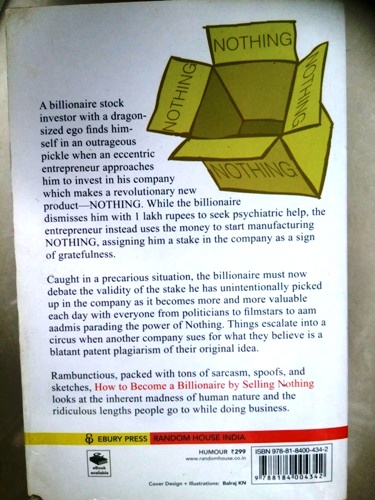 NOTHING
NOTHING
NOTHING
NOTHING
A billionaire stock
investor with a dragon-
sized ego finds him-
self in an outrageous
pickle when an eccentric
entrepreneur approaches
him to invest in his company
which makes a revolutionary new
product—NOTHING. While the billionaire
dismisses him with 1 lakh rupees to seek psychiatric help, the
entrepreneur instead uses the money to start manufacturing
NOTHING, assigning him a stake in the company as a sign
of gratefulness.
Caught in a precarious situation, the billionaire must now
debate the validity of the stake he has unintentionally picked
up in the company as it becomes more and more valuable
each day with everyone from politicians to filmstars to aam
aadmis parading the power of Nothing. Things escalate into a
circus when another company sues for what they believe is a
blatant patent plagiarism of their original idea.
Rambunctious, packed with tons of sarcasm, spoofs, and
sketches, How to Become a Billionaire by Selling Nothing
looks at the inherent madness of human nature and the
ridiculous lengths people go to while doing business.
EBURY PRESS RANDOM HOUSE INDIA
eBook
available
HUMOUR ₹299
www.randomhouse.co.in
ISBN 978-81-8400-434-2
9 788184 004342
Cover Design + Illustrations: Balraj KN